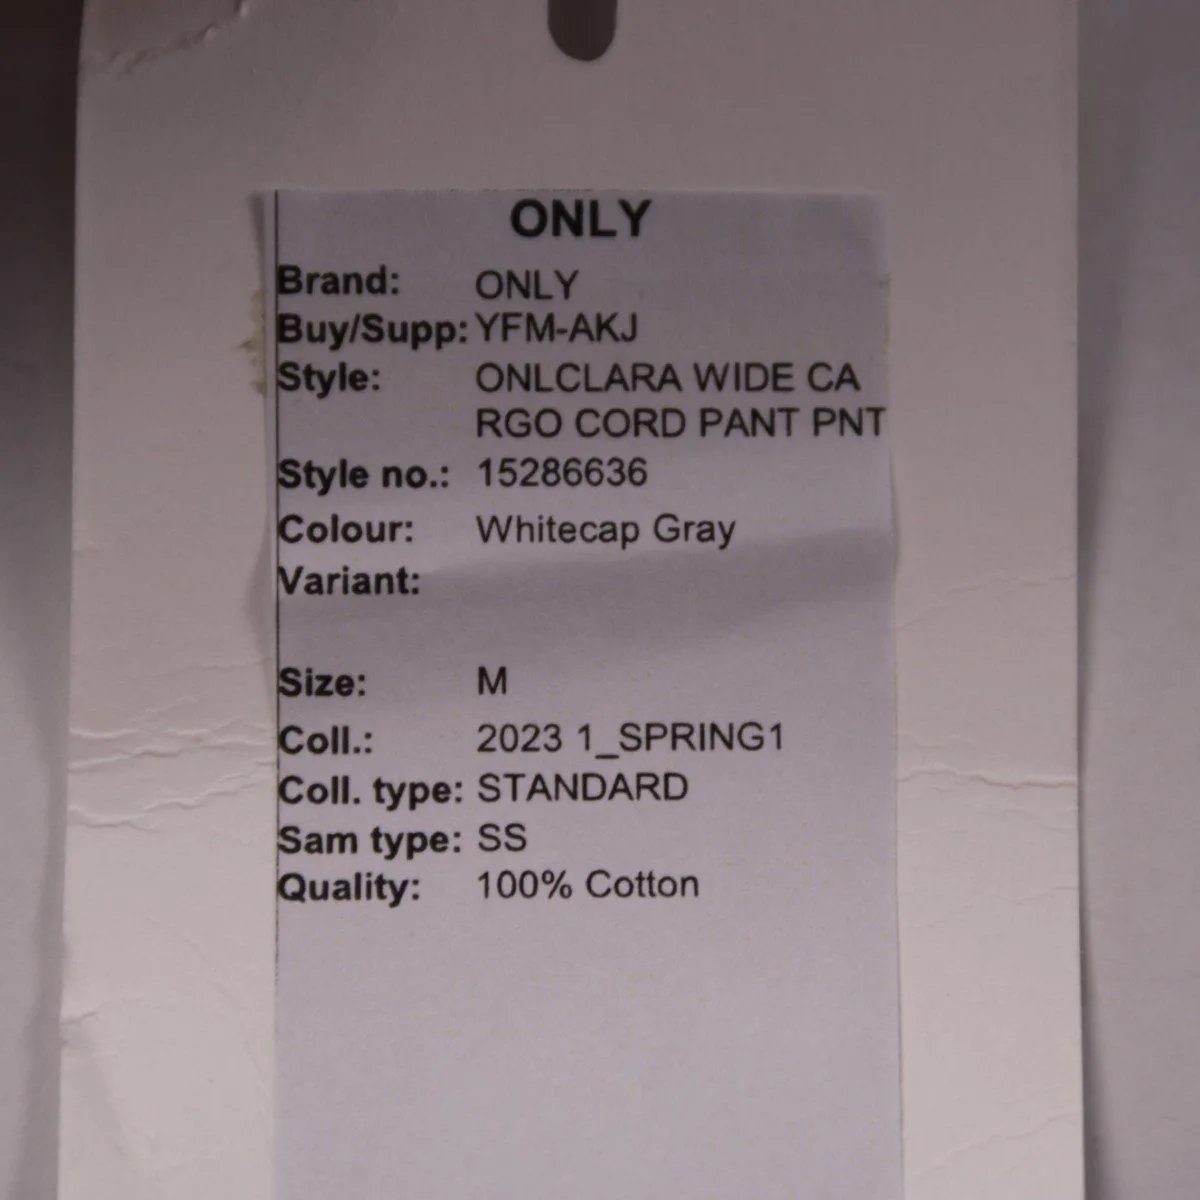 ONLY
Brand: ONLY
Buy/Supp: YFM-AKJ
Style: ONLCLARA WIDE CA
RGO CORD PANT PNT
Style no.: 15286636
Colour: Whitecap Gray
Variant:
Size: M
Coll.: 2023 1_SPRING1
Coll. type: STANDARD
Sam type: SS
Quality: 100% Cotton